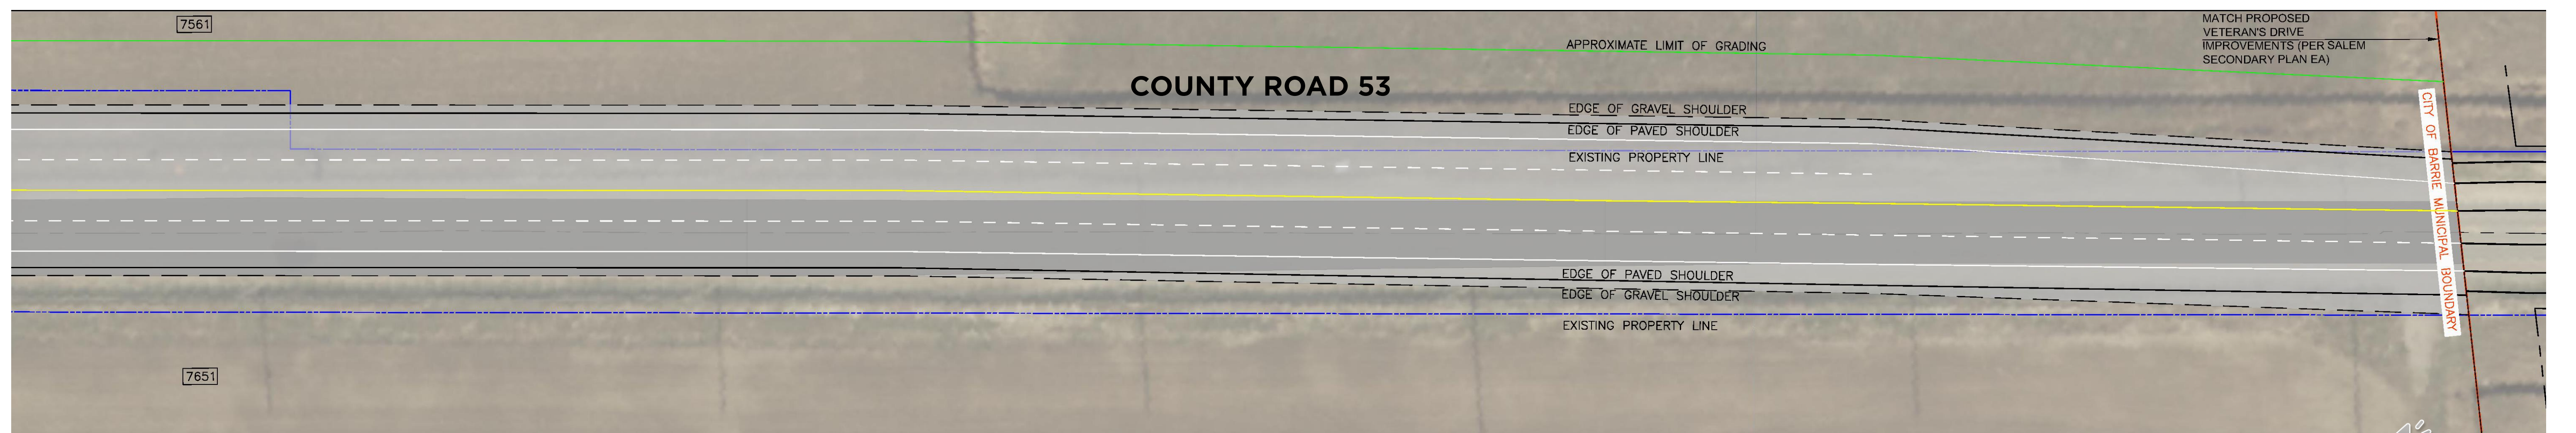 7561
MATCH PROPOSED
VETERAN'S DRIVE
IMPROVEMENTS (PER SALEM
SECONDARY PLAN EA)
APPROXIMATE LIMIT OF GRADING
COUNTY ROAD 53
EDGE OF GRAVEL SHOULDER
EDGE OF PAVED SHOULDER
EXISTING PROPERTY LINE
CITY OF BARRIE MUNICIPAL BOUNDARY
EDGE OF PAVED SHOULDER
EDGE OF GRAVEL SHOULDER
EXISTING PROPERTY LINE
7651